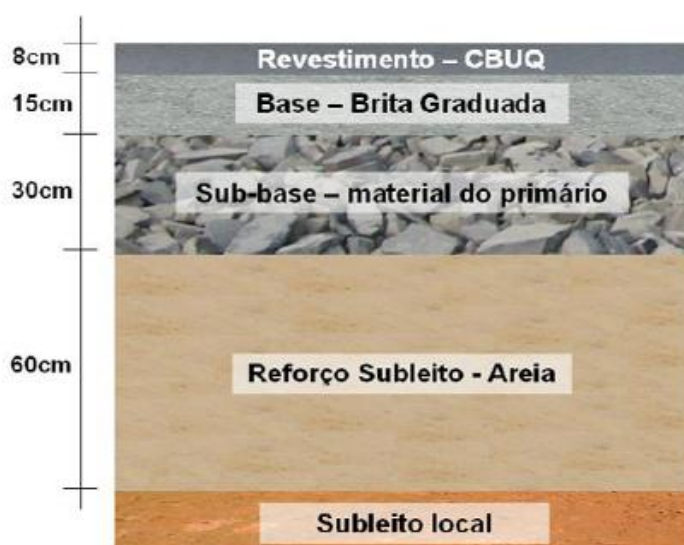 8cm
Revestimento – CBUQ
15cm
Base – Brita Graduada
30cm
Sub-base – material do primário
60cm
Reforço Subleito - Areia
Subleito local